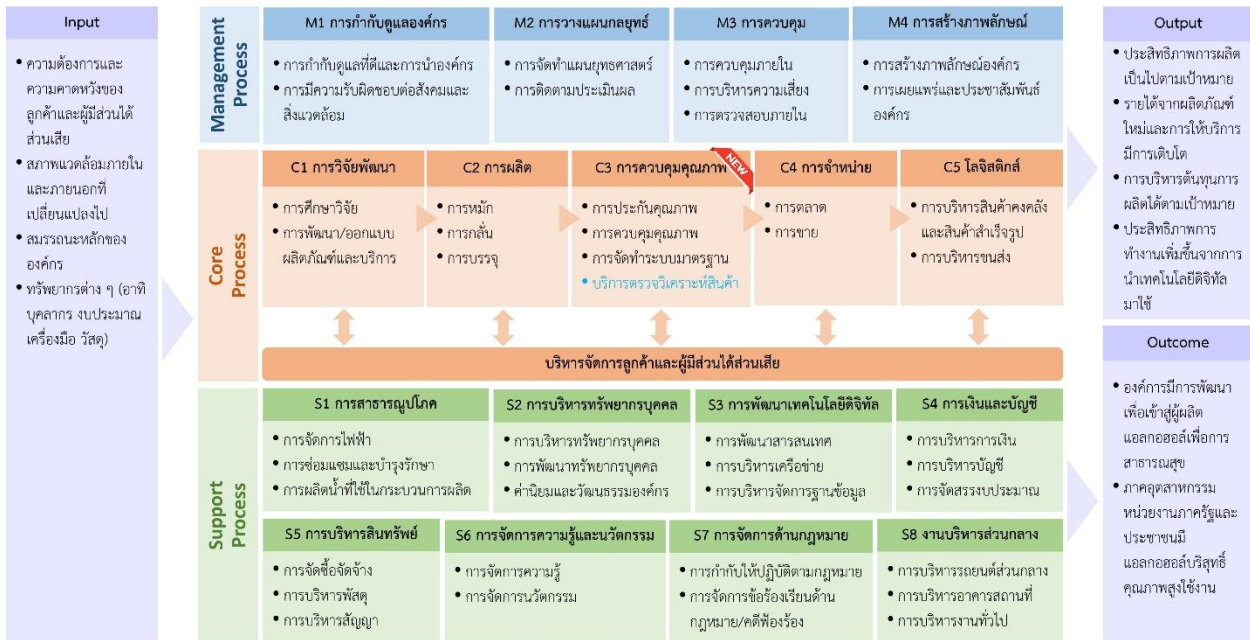 Input
• ความต้องการและ
ความคาดหวังของ
ลูกค้าและผู้มีส่วนได้
ส่วนเสีย
• สภาพแวดล้อมภายใน
และภายนอกที่
เปลี่ยนแปลงไป
• สมรรถนะหลักของ
องค์กร
• ทรัพยากรต่าง ๆ (อาทิ
บุคลากร งบประมาณ
เครื่องมือ วัสดุ)
Management
Process
M1 การกำกับดูแลองค์กร
• การกำกับดูแลที่ดีและการนำองค์กร
• การมีความรับผิดชอบต่อสังคมและ
สิ่งแวดล้อม
M2 การวางแผนกลยุทธ์
• การจัดทำแผนยุทธศาสตร์
• การติดตามประเมินผล
M3 การควบคุม
• การควบคุมภายใน
• การบริหารความเสี่ยง
• การตรวจสอบภายใน
M4 การสร้างภาพลักษณ์
• การสร้างภาพลักษณ์องค์กร
• การเผยแพร่และประชาสัมพันธ์
องค์กร
Core
Process
C1 การวิจัยพัฒนา
• การศึกษาวิจัย
• การพัฒนา/ออกแบบ
ผลิตภัณฑ์และบริการ
C2 การผลิต
• การหมัก
• การกลั่น
• การบรรจุ
C3 การควบคุมคุณภาพ
NEW
• การประกันคุณภาพ
• การควบคุมคุณภาพ
• การจัดทำระบบมาตรฐาน
• บริการตรวจวิเคราะห์สินค้า
C4 การจำหน่าย
• การตลาด
• การขาย
C5 โลจิสติกส์
• การบริหารสินค้าคงคลัง
และสินค้าสำเร็จรูป
• การบริหารขนส่ง
บริหารจัดการลูกค้าและผู้มีส่วนได้ส่วนเสีย
Support
Process
S1 การสาธารณูปโภค
• การจัดการไฟฟ้า
• การซ่อมแซมและบำรุงรักษา
• การผลิตน้ำที่ใช้ในกระบวนการผลิต
S2 การบริหารทรัพยากรบุคคล
• การบริหารทรัพยากรบุคคล
• การพัฒนาทรัพยากรบุคคล
• ค่านิยมและวัฒนธรรมองค์กร
S3 การพัฒนาเทคโนโลยีดิจิทัล
• การพัฒนาสารสนเทศ
• การบริหารเครือข่าย
• การบริหารจัดการฐานข้อมูล
S4 การเงินและบัญชี
• การบริหารการเงิน
• การบริหารบัญชี
• การจัดสรรงบประมาณ
S5 การบริหารสินทรัพย์
• การจัดซื้อจัดจ้าง
• การบริหารพัสดุ
• การบริหารสัญญา
S6 การจัดการความรู้และนวัตกรรม
• การจัดการความรู้
• การจัดการนวัตกรรม
S7 การจัดการด้านกฎหมาย
• การกำกับให้ปฏิบัติตามกฎหมาย
• การจัดการข้อร้องเรียนด้าน
กฎหมาย/คดีฟ้องร้อง
S8 งานบริหารส่วนกลาง
• การบริหารรถยนต์ส่วนกลาง
• การบริหารอาคารสถานที่
• การบริหารงานทั่วไป
Output
• ประสิทธิภาพการผลิต
เป็นไปตามเป้าหมาย
• รายได้จากผลิตภัณฑ์
ใหม่และการให้บริการ
มีการเติบโต
• การบริหารต้นทุนการ
ผลิตได้ตามเป้าหมาย
• ประสิทธิภาพการ
ทำงานเพิ่มขึ้นจากการ
นำเทคโนโลยีดิจิทัล
มาใช้
Outcome
• องค์การมีการพัฒนา
เพื่อเข้าสู่ผู้ผลิต
แอลกอฮอล์เพื่อการ
สาธารณสุข
• ภาคอุตสาหกรรม
หน่วยงานภาครัฐและ
ประชาชนมี
แอลกอฮอล์บริสุทธิ์
คุณภาพสูงใช้งาน